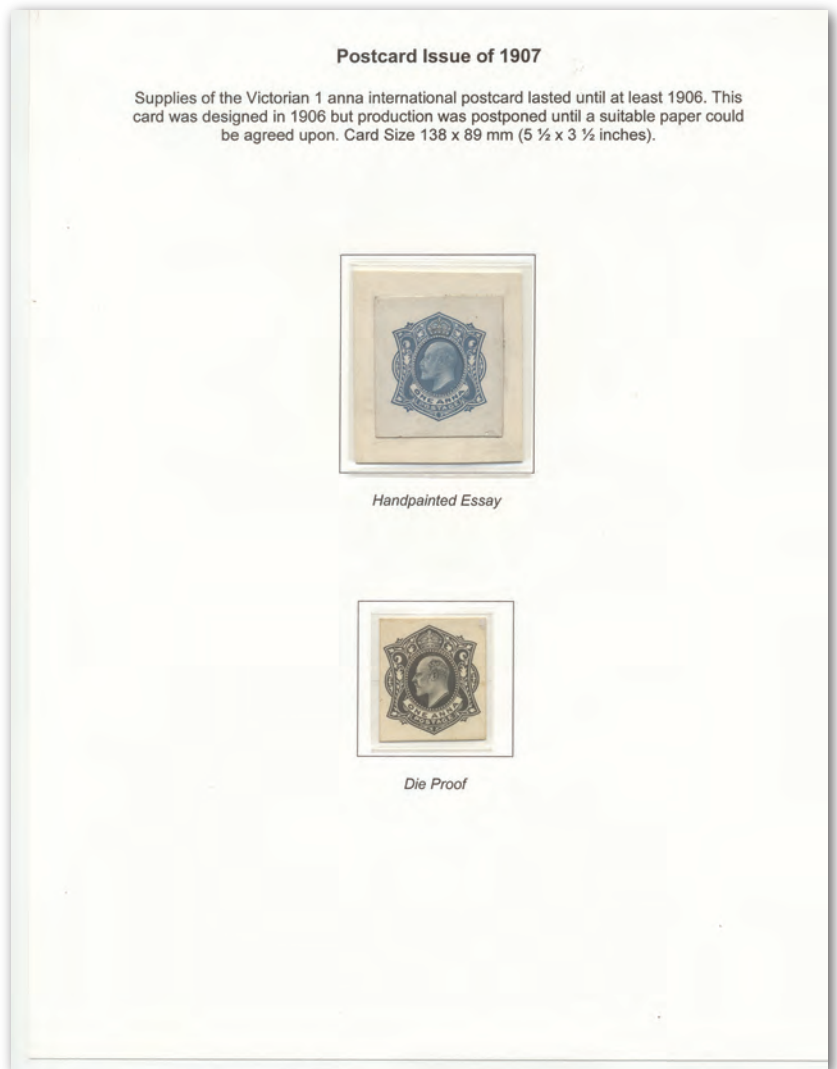 Postcard Issue of 1907
Supplies of the Victorian 1 anna international postcard lasted until at least 1906. This
card was designed in 1906 but production was postponed until a suitable paper could
be agreed upon. Card Size 138 x 89 mm (5 ½ x 3 ½ inches).
ONE ANNA
POSTAGE
Handpainted Essay
ONE ANNA
POSTAGE
Die Proof